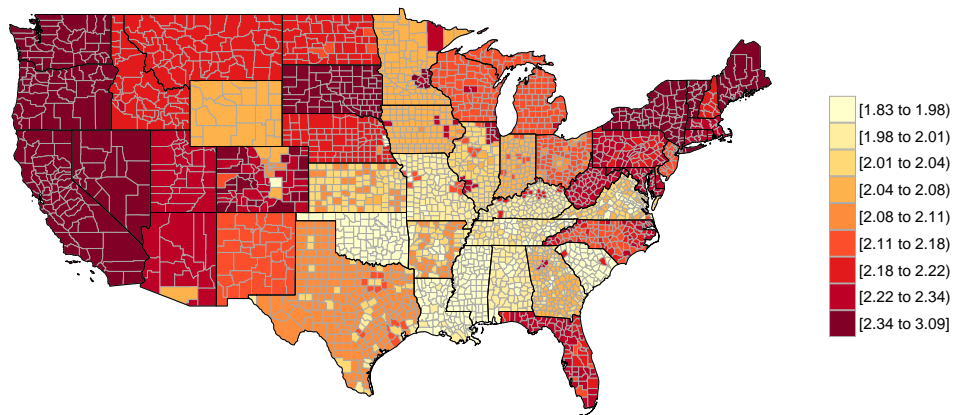 [1.83 to 1.98)
[1.98 to 2.01)
[2.01 to 2.04)
[2.04 to 2.08)
[2.08 to 2.11)
[2.11 to 2.18)
[2.18 to 2.22)
[2.22 to 2.34)
[2.34 to 3.09]